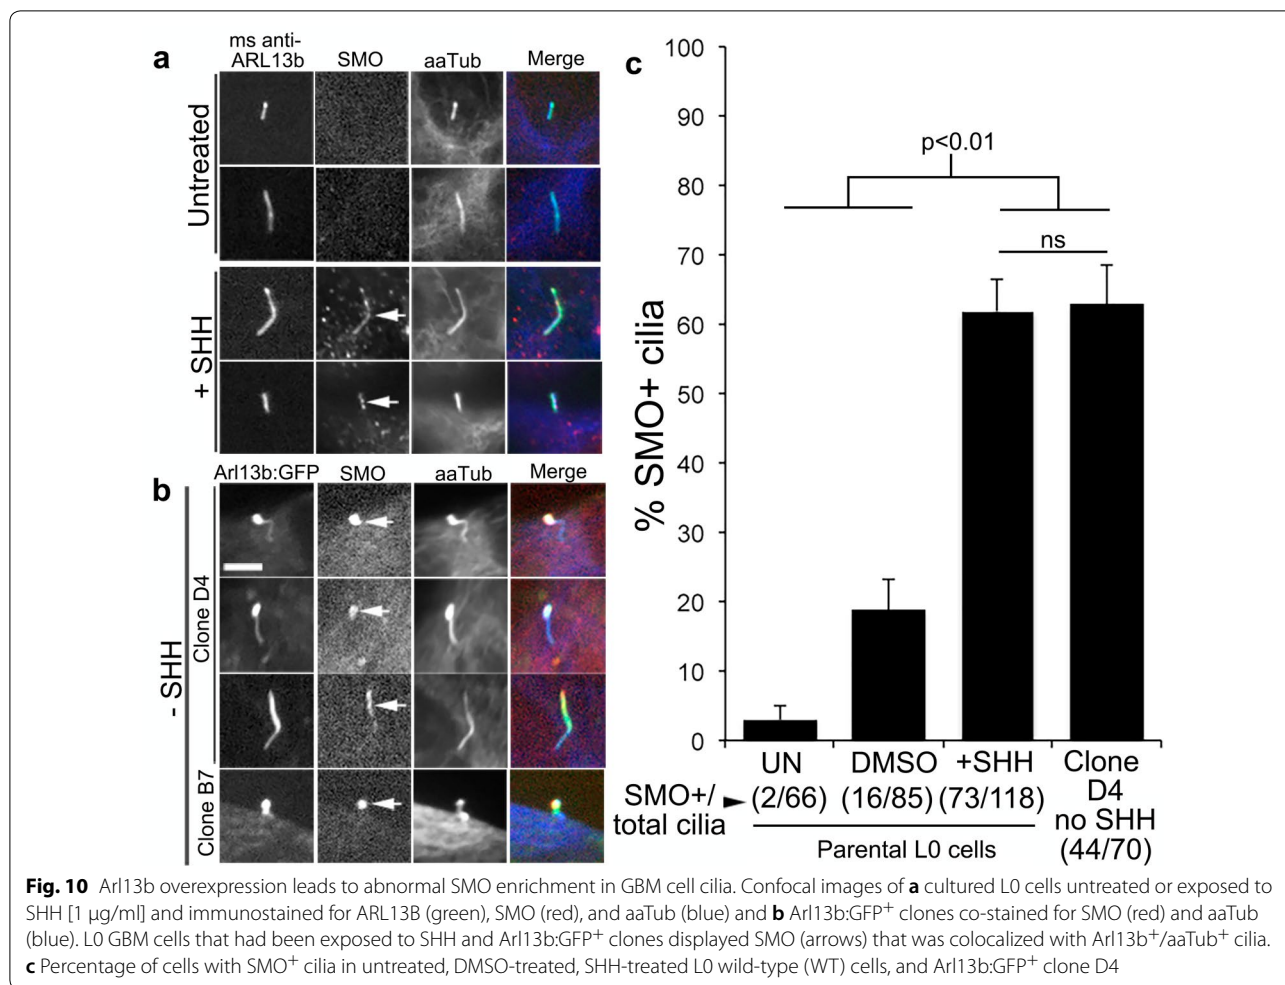 a
ms anti-
ARL13b SMO aaTub Merge
Untreated
+ SHH
b
Arl13b:GFP SMO aaTub Merge
- SHH
Clone D4
Clone B7
c
% SMO+ cilia
100
90
80
70
60
50
40
30
20
10
0
p<0.01
ns
UN DMSO +SHH Clone
D4
no SHH
SMO+/
total cilia
(2/66) (16/85) (73/118) (44/70)
Parental L0 cells
Fig. 10 Arl13b overexpression leads to abnormal SMO enrichment in GBM cell cilia. Confocal images of a cultured L0 cells untreated or exposed to
SHH [1 μg/ml] and immunostained for ARL13B (green), SMO (red), and aaTub (blue) and b Arl13b:GFP⁺ clones co-stained for SMO (red) and aaTub
(blue). L0 GBM cells that had been exposed to SHH and Arl13b:GFP⁺ clones displayed SMO (arrows) that was colocalized with Arl13b⁺/aaTub⁺ cilia.
c Percentage of cells with SMO⁺ cilia in untreated, DMSO-treated, SHH-treated L0 wild-type (WT) cells, and Arl13b:GFP⁺ clone D4